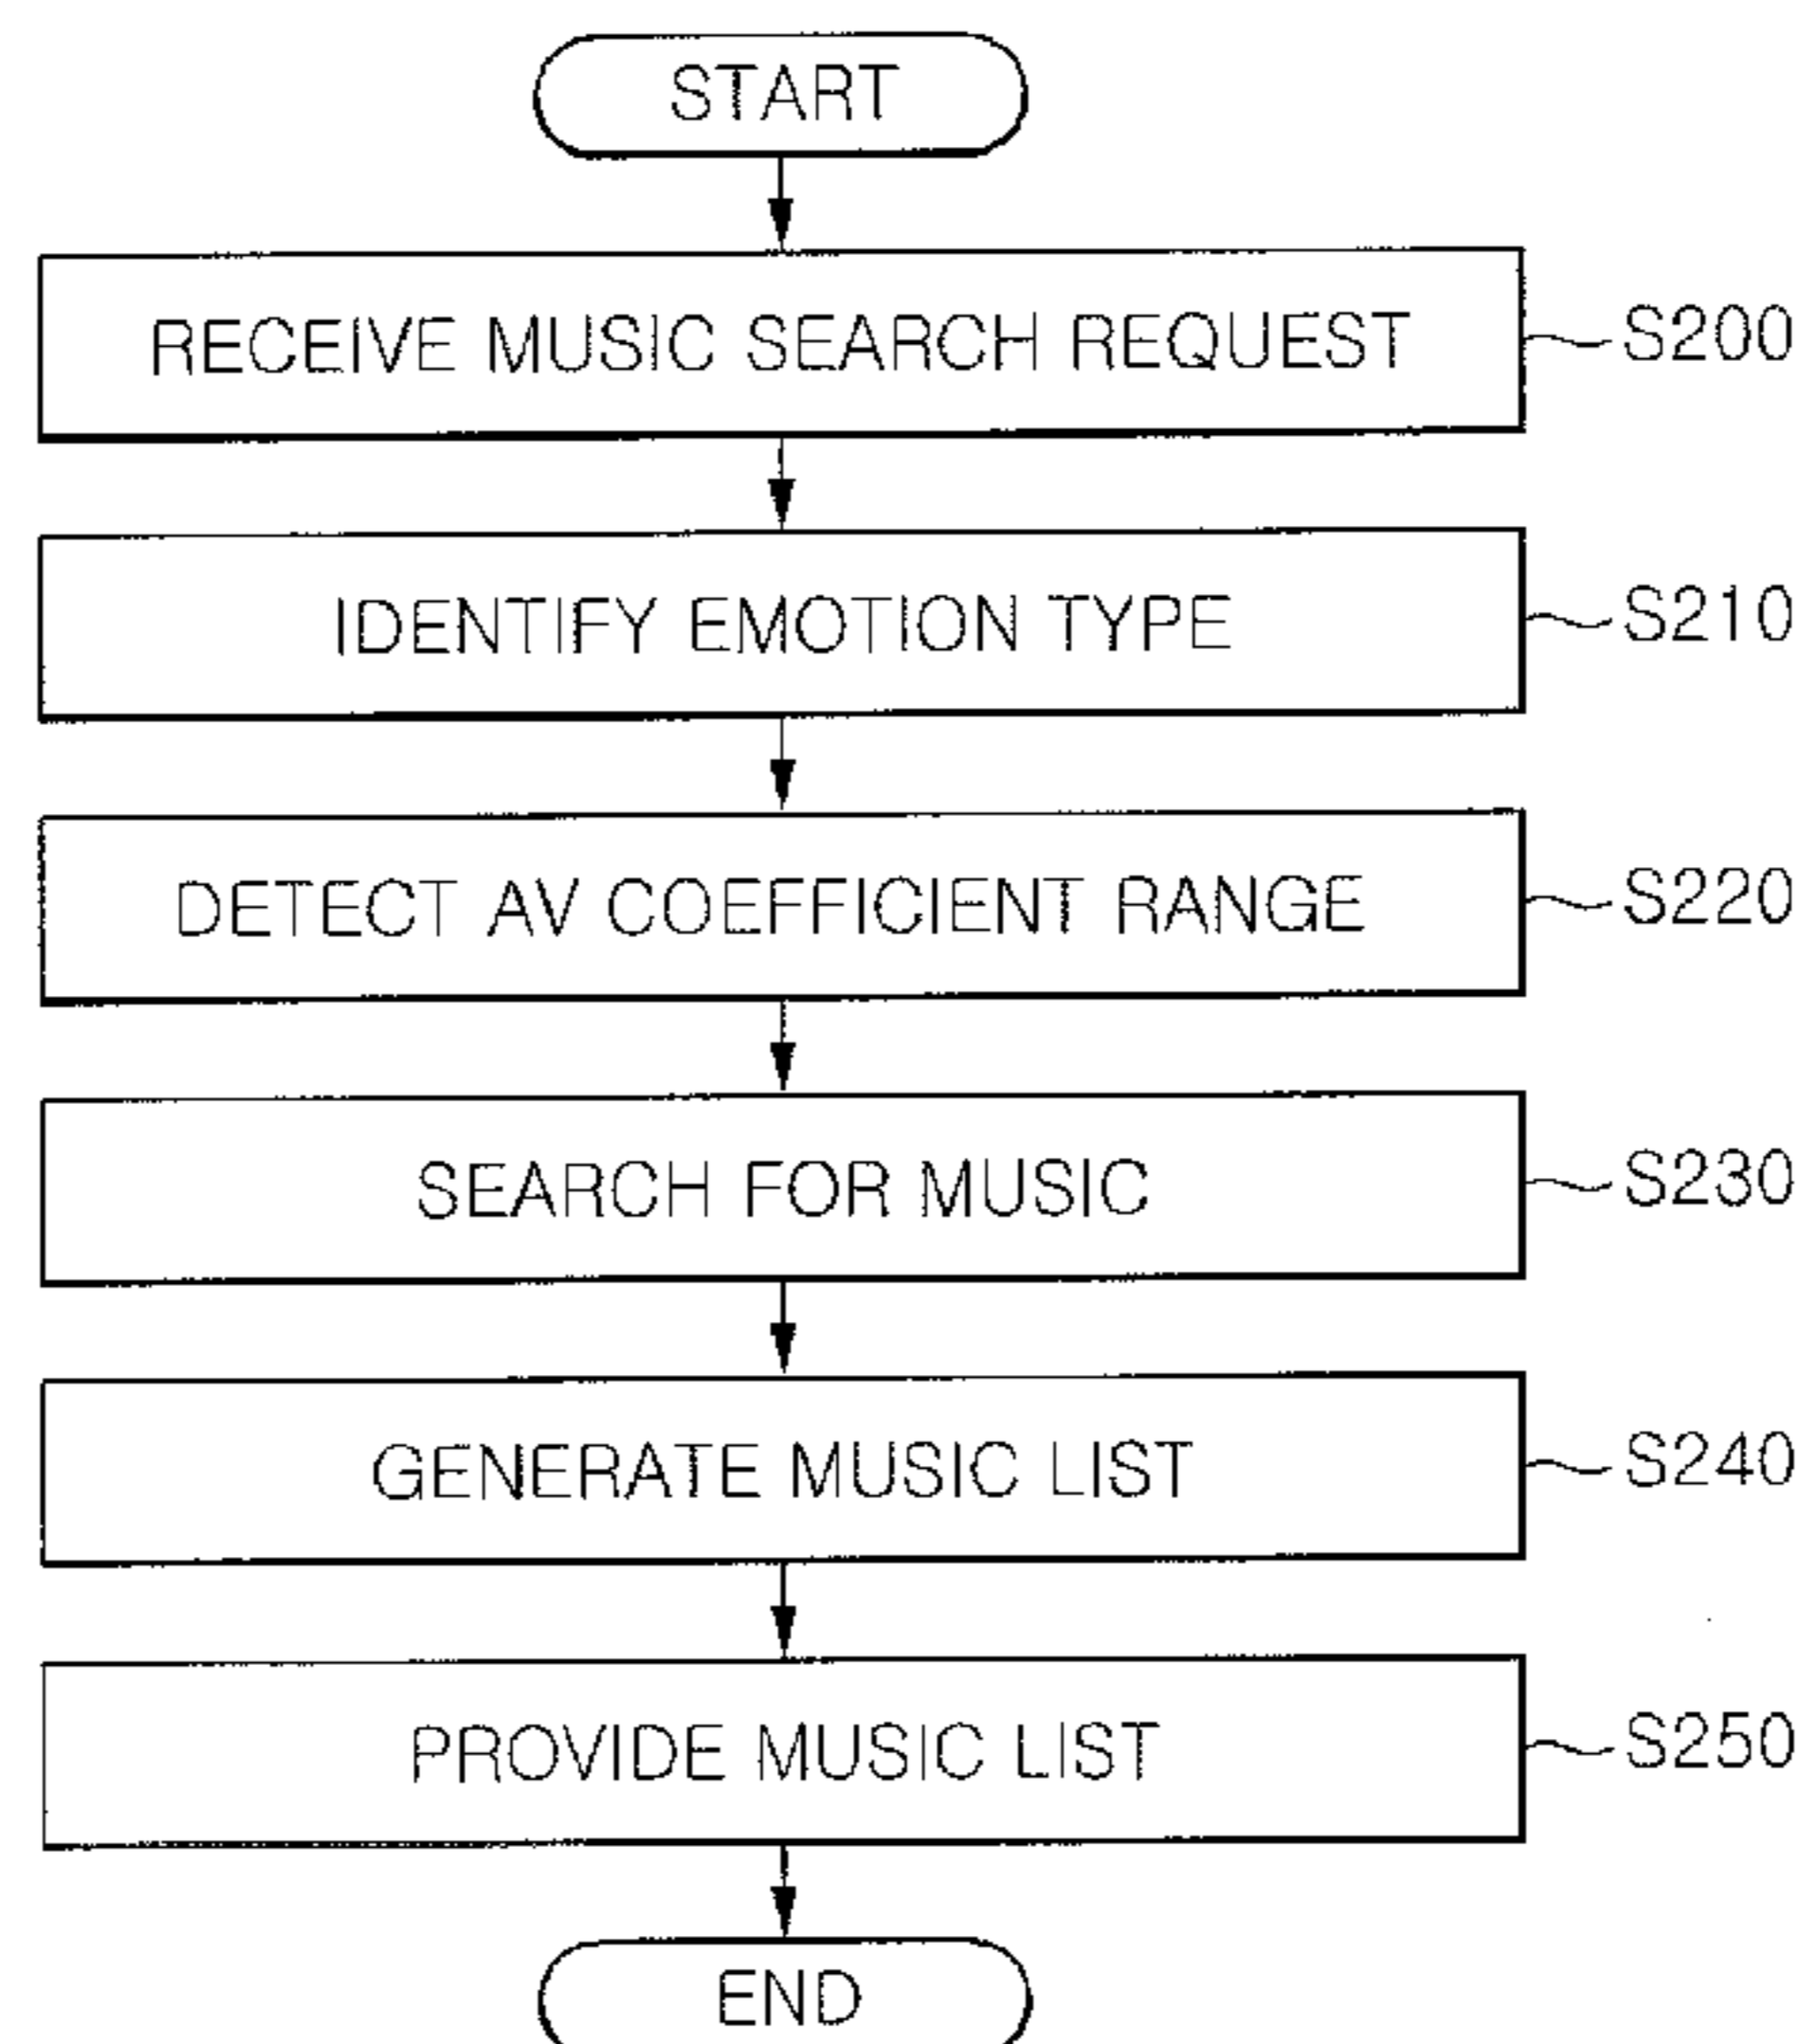 START
RECEIVE MUSIC SEARCH REQUEST S200
IDENTIFY EMOTION TYPE S210
DETECT AV COEFFICIENT RANGE S220
SEARCH FOR MUSIC S230
GENERATE MUSIC LIST S240
PROVIDE MUSIC LIST S250
END